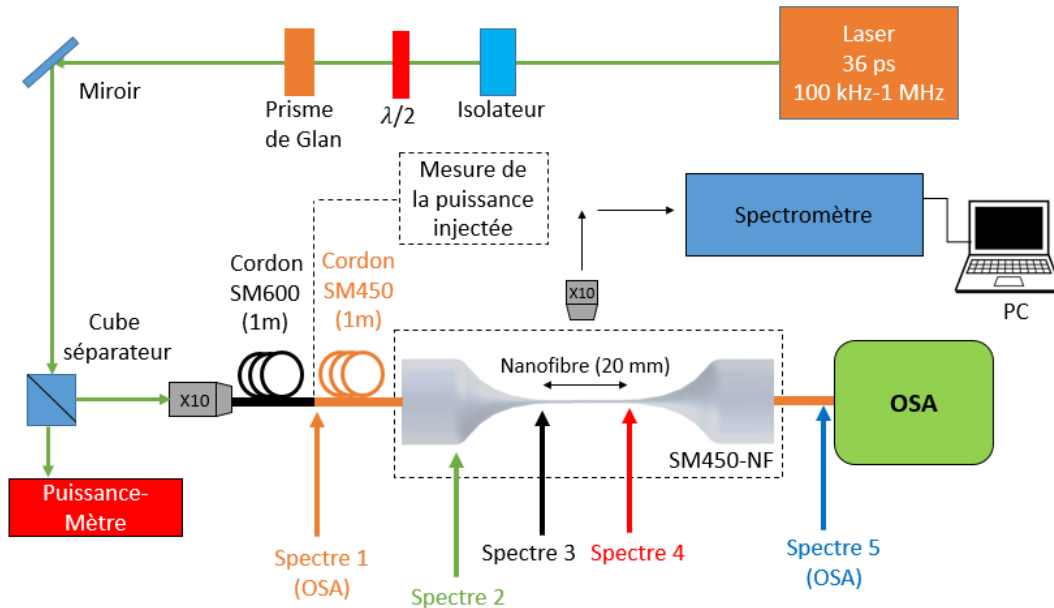 Laser
36 ps
100 kHz-1 MHz
Miroir
Prisme
de Glan
λ/2
Isolateur
Mesure de
la puissance
injectée
Spectromètre
PC
Cordon
SM600
(1m)
Cordon
SM450
(1m)
X10
Cube
séparateur
X10
Nanofibre (20 mm)
OSA
SM450-NF
Puissance-
Mètre
Spectre 1
(OSA)
Spectre 2
Spectre 3
Spectre 4
Spectre 5
(OSA)